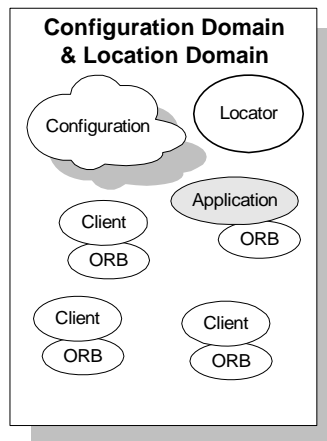 Configuration Domain
& Location Domain
Configuration
Locator
Application
ORB
Client
ORB
Client
ORB
Client
ORB